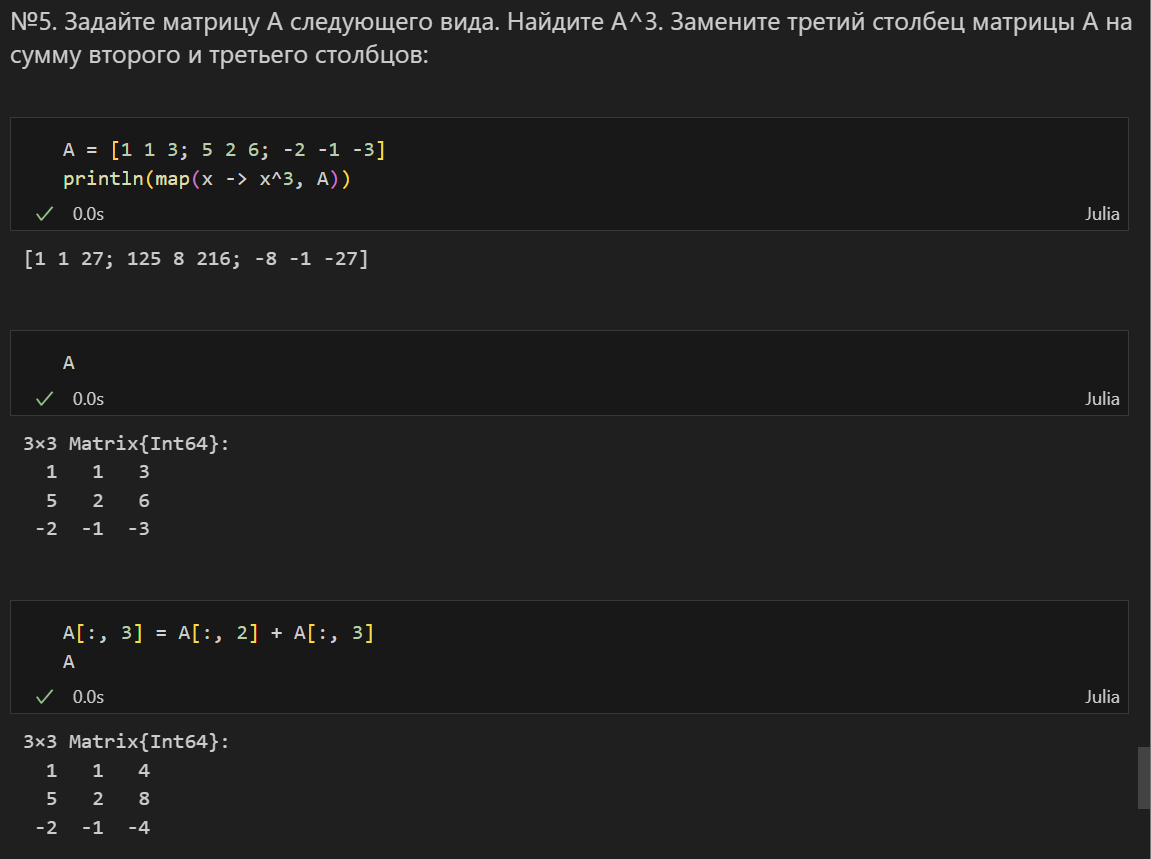 №5. Задайте матрицу A следующего вида. Найдите A^3. Замените третий столбец матрицы A на
сумму второго и третьего столбцов:
A = [1 1 3; 5 2 6; -2 -1 -3]
println(map(x -> x^3, A))
0.0s Julia
[1 1 27; 125 8 216; -8 -1 -27]
A
0.0s Julia
3×3 Matrix{Int64}:
1 1 3
5 2 6
-2 -1 -3
A[:, 3] = A[:, 2] + A[:, 3]
A
0.0s Julia
3×3 Matrix{Int64}:
1 1 4
5 2 8
-2 -1 -4